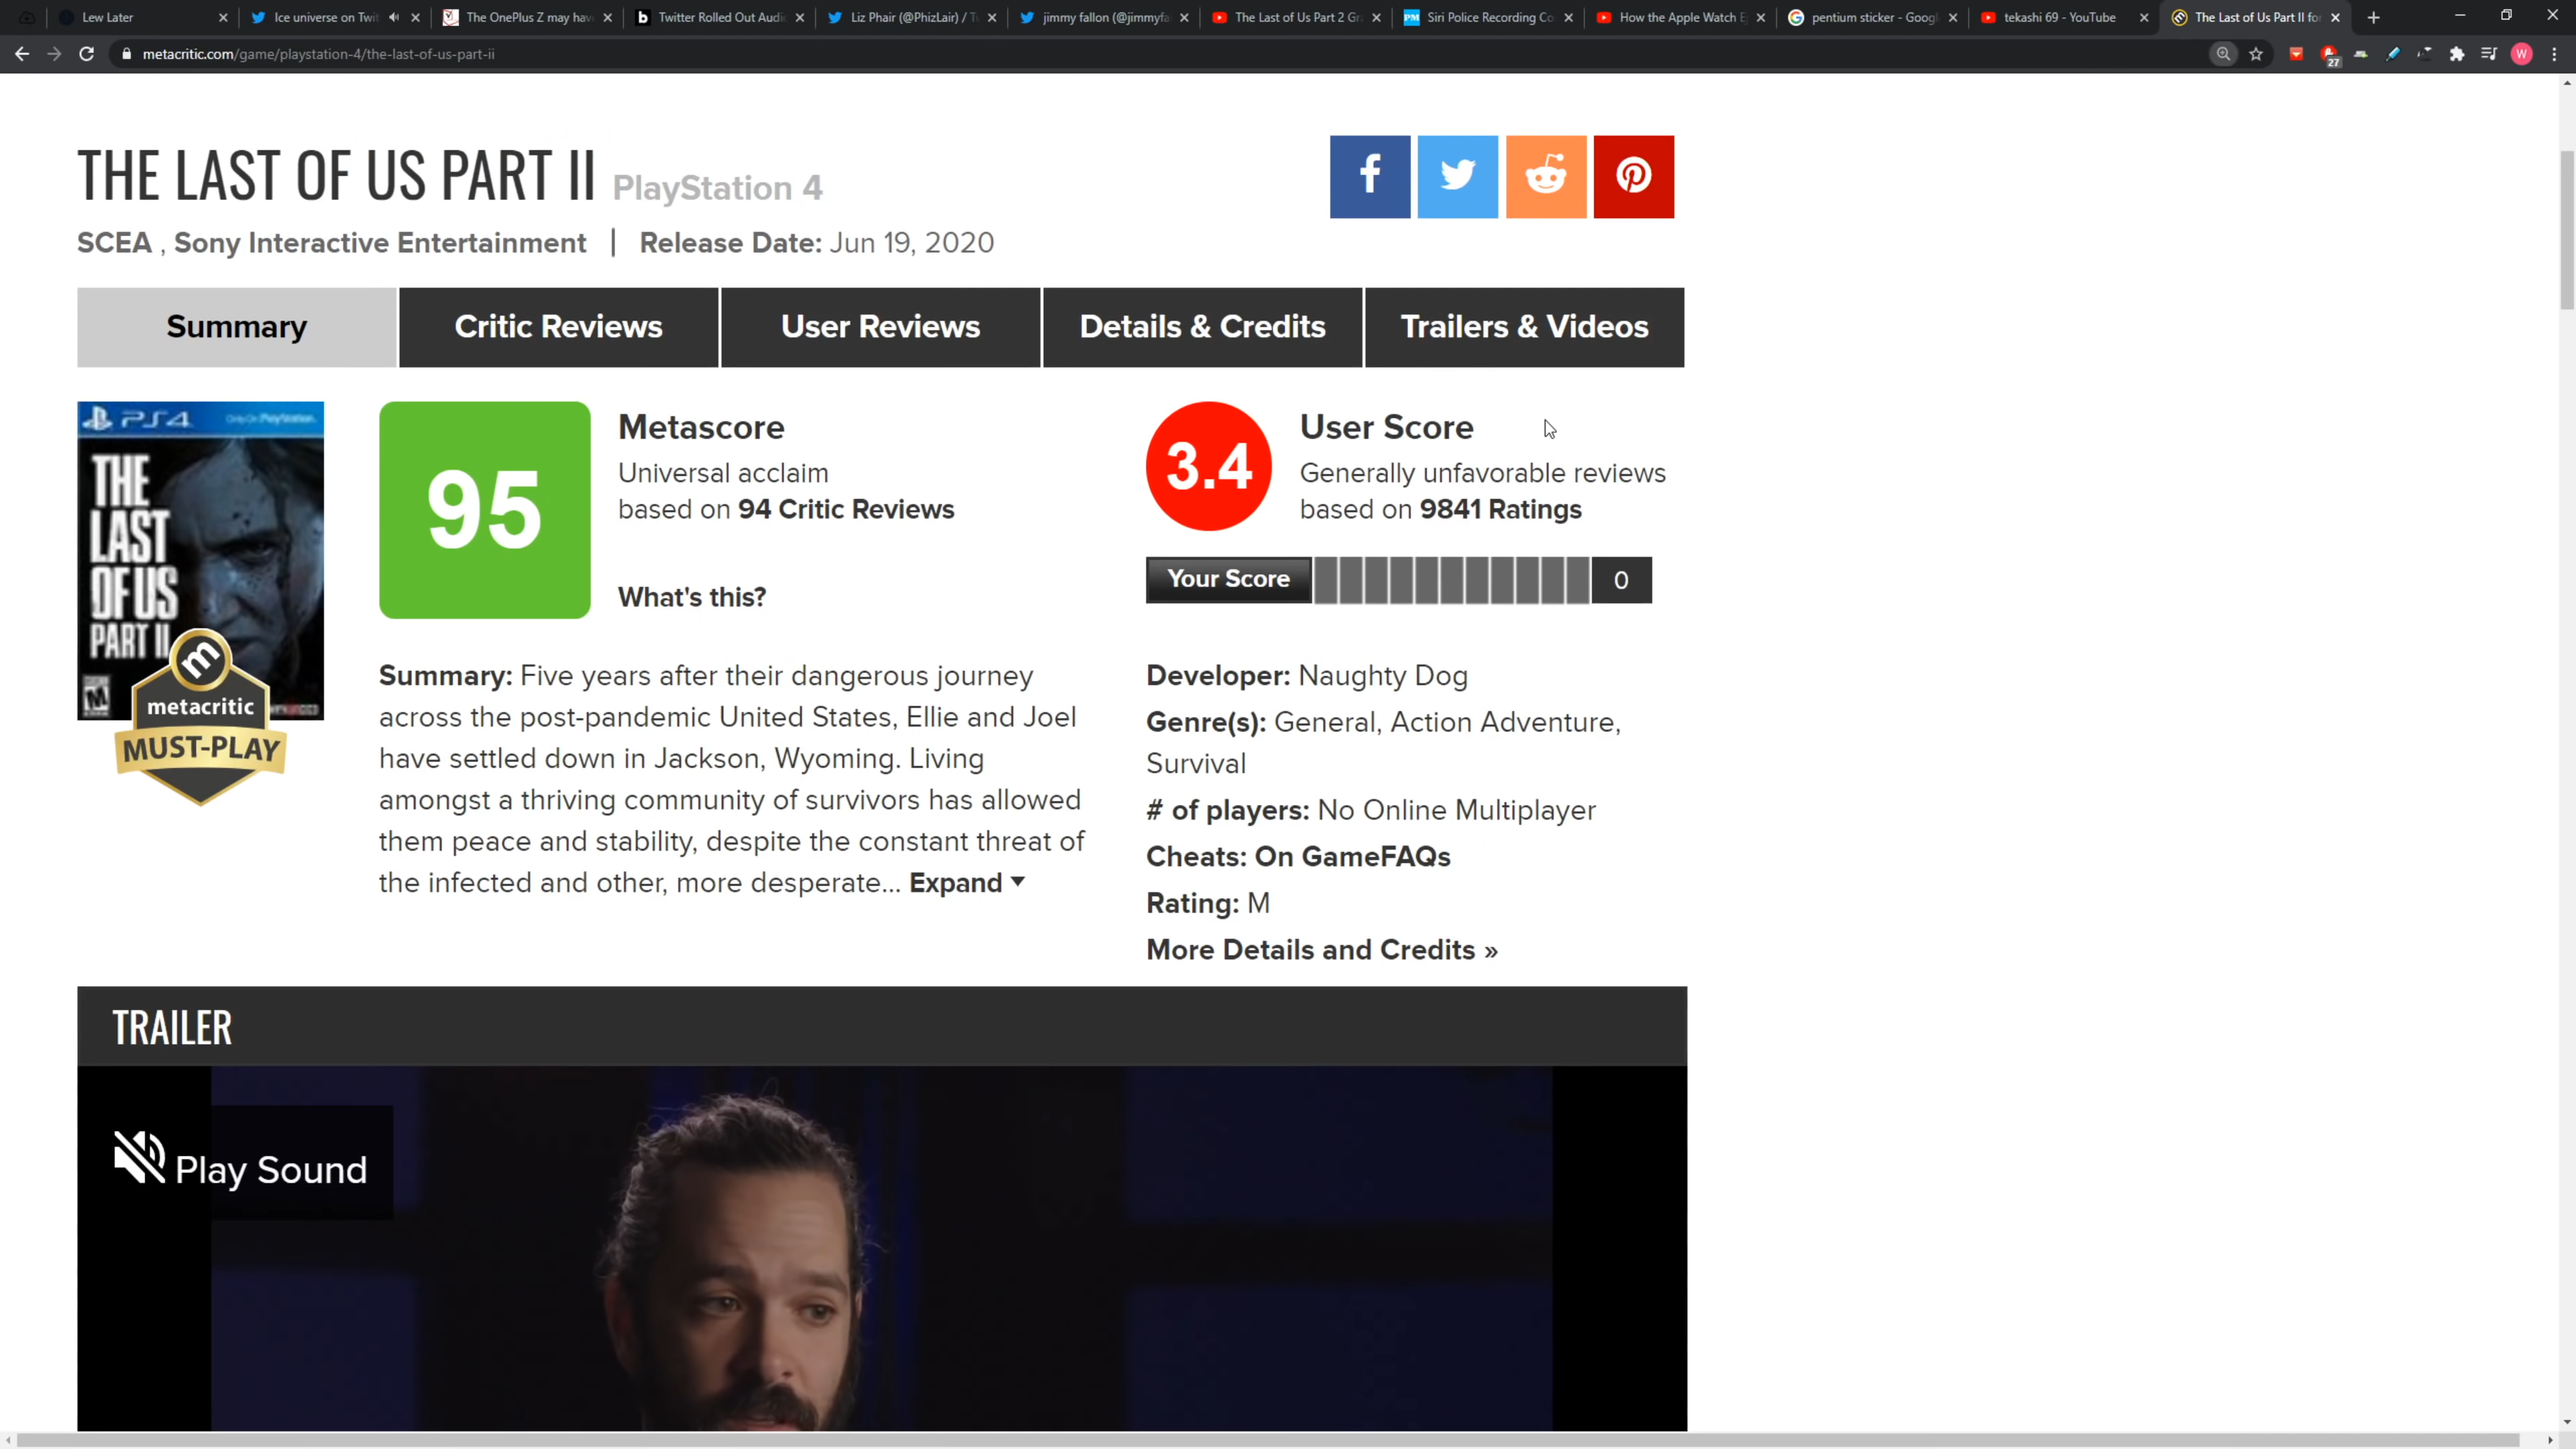 Lew Later
Ice universe on Twit
The OnePlus Z may hav
Twitter Rolled Out Audi
Liz Phair (@PhizLair) / Tw
jimmy fallon (@jimmyfa
The Last of Us Part 2 Gr
PM
Siri Police Recording Co
How the Apple Watch E
pentium sticker - Googl
tekashi 69 - YouTube
The Last of Us Part II fo
metacritic.com/game/playstation-4/the-last-of-us-part-ii
27
W
THE LAST OF US PART II PlayStation 4
SCEA , Sony Interactive Entertainment | Release Date: Jun 19, 2020
Summary
Critic Reviews
User Reviews
Details & Credits
Trailers & Videos
PS4
Only On PlayStation
THE
LAST
OF US
PART II
M
metacritic
MUST-PLAY
95
Metascore
Universal acclaim
based on 94 Critic Reviews
What's this?
Summary: Five years after their dangerous journey
across the post-pandemic United States, Ellie and Joel
have settled down in Jackson, Wyoming. Living
amongst a thriving community of survivors has allowed
them peace and stability, despite the constant threat of
the infected and other, more desperate... Expand
3.4
User Score
Generally unfavorable reviews
based on 9841 Ratings
Your Score 0
Developer: Naughty Dog
Genre(s): General, Action Adventure,
Survival
# of players: No Online Multiplayer
Cheats: On GameFAQs
Rating: M
More Details and Credits »
TRAILER
Play Sound